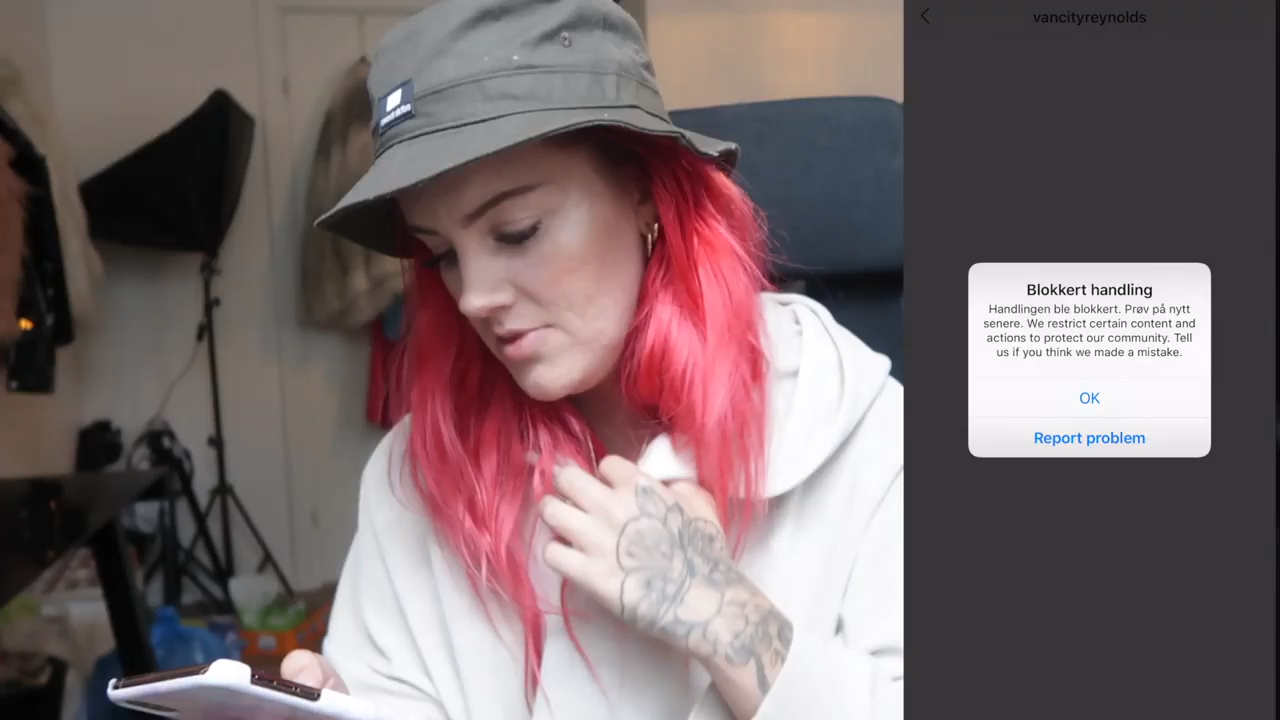 vancityreynolds
Blokkert handling
Handlingen ble blokkert. Prøv på nytt
senere. We restrict certain content and
actions to protect our community. Tell
us if you think we made a mistake.
OK
Report problem